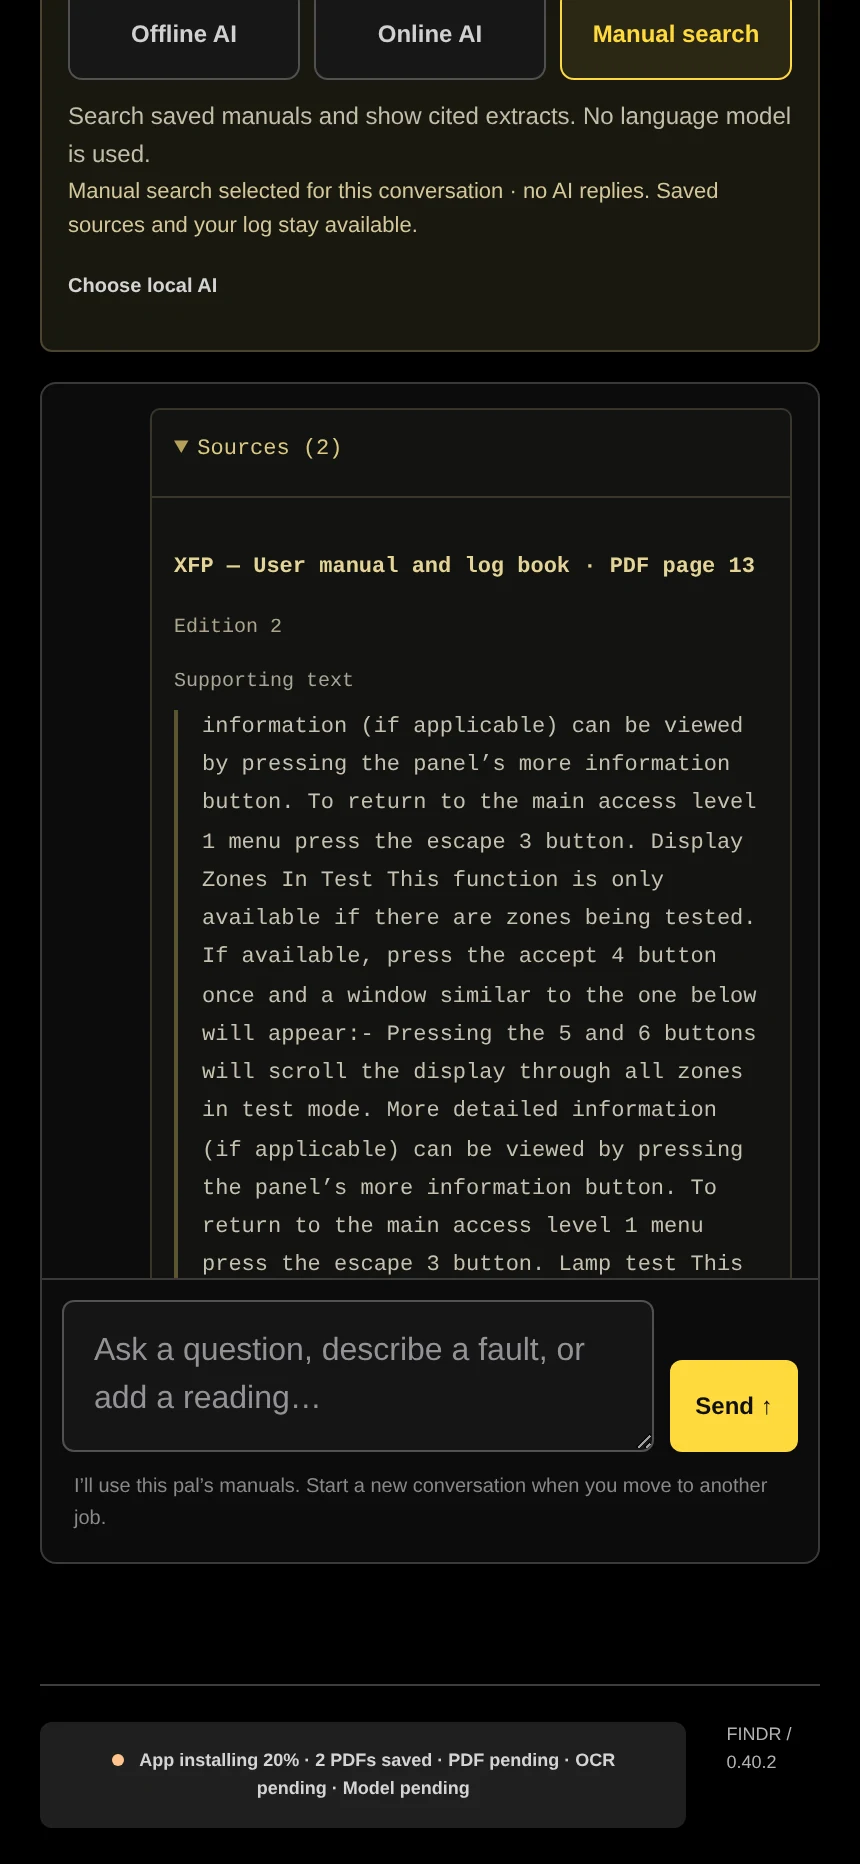 Offline AI
Online AI
Manual search
Search saved manuals and show cited extracts. No language model
is used.
Manual search selected for this conversation · no AI replies. Saved
sources and your log stay available.
Choose local AI
▼ Sources (2)
XFP — User manual and log book · PDF page 13
Edition 2
Supporting text
information (if applicable) can be viewed
by pressing the panel’s more information
button. To return to the main access level
1 menu press the escape 3 button. Display
Zones In Test This function is only
available if there are zones being tested.
If available, press the accept 4 button
once and a window similar to the one below
will appear:- Pressing the 5 and 6 buttons
will scroll the display through all zones
in test mode. More detailed information
(if applicable) can be viewed by pressing
the panel’s more information button. To
return to the main access level 1 menu
press the escape 3 button. Lamp test This
Ask a question, describe a fault, or
add a reading…
Send ↑
I’ll use this pal’s manuals. Start a new conversation when you move to another
job.
App installing 20% · 2 PDFs saved · PDF pending · OCR
pending · Model pending
FINDR /
0.40.2